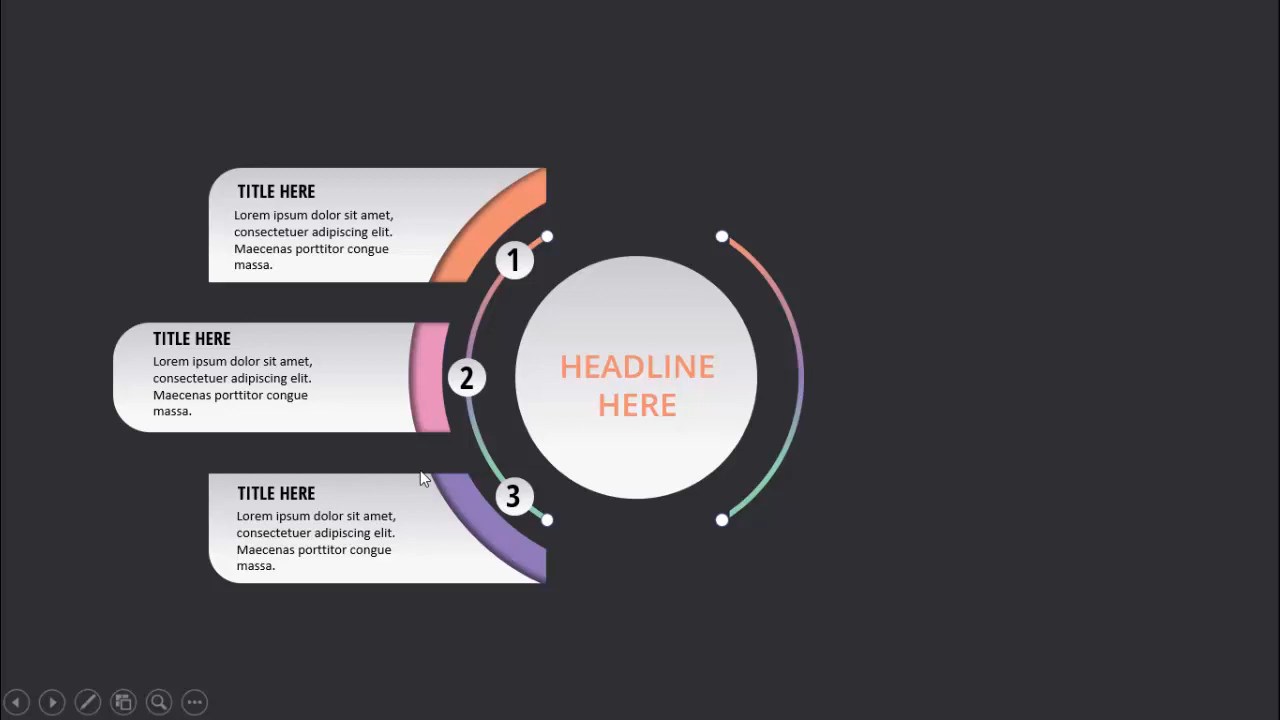 TITLE HERE
Lorem ipsum dolor sit amet,
consectetuer adipiscing elit.
Maecenas porttitor congue
massa.
1
TITLE HERE
Lorem ipsum dolor sit amet,
consectetuer adipiscing elit.
Maecenas porttitor congue
massa.
2
TITLE HERE
Lorem ipsum dolor sit amet,
consectetuer adipiscing elit.
Maecenas porttitor congue
massa.
3
HEADLINE
HERE